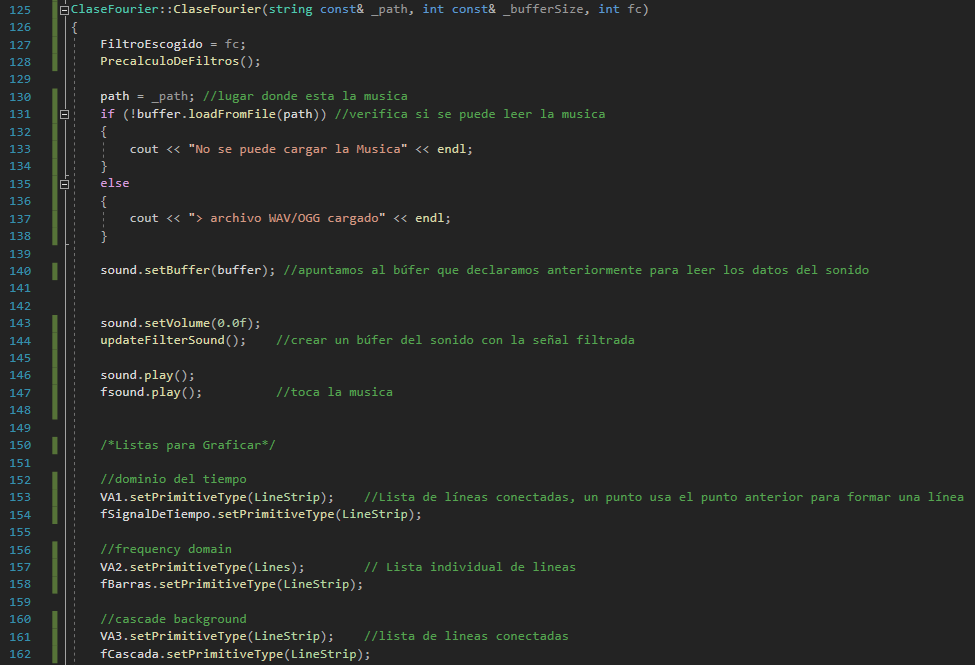 125 ClaseFourier::ClaseFourier(string const& _path, int const& _bufferSize, int fc)
126 {
127 FiltroEscogido = fc;
128 PrecalculoDeFiltros();
129
130 path = _path; //lugar donde esta la musica
131 if (!buffer.loadFromFile(path)) //verifica si se puede leer la musica
132 {
133 cout << "No se puede cargar la Musica" << endl;
134 }
135 else
136 {
137 cout << "> archivo WAV/OGG cargado" << endl;
138 }
139
140 sound.setBuffer(buffer); //apuntamos al búfer que declaramos anteriormente para leer los datos del sonido
141
142
143 sound.setVolume(0.0f);
144 updateFilterSound(); //crear un búfer del sonido con la señal filtrada
145
146 sound.play();
147 fsound.play(); //toca la musica
148
149
150 /*Listas para Graficar*/
151
152 //dominio del tiempo
153 VA1.setPrimitiveType(LineStrip); //Lista de líneas conectadas, un punto usa el punto anterior para formar una línea
154 fSignalDeTiempo.setPrimitiveType(LineStrip);
155
156 //frequency domain
157 VA2.setPrimitiveType(Lines); // Lista individual de lineas
158 fBarras.setPrimitiveType(LineStrip);
159
160 //cascade background
161 VA3.setPrimitiveType(LineStrip); //lista de lineas conectadas
162 fCascada.setPrimitiveType(LineStrip);